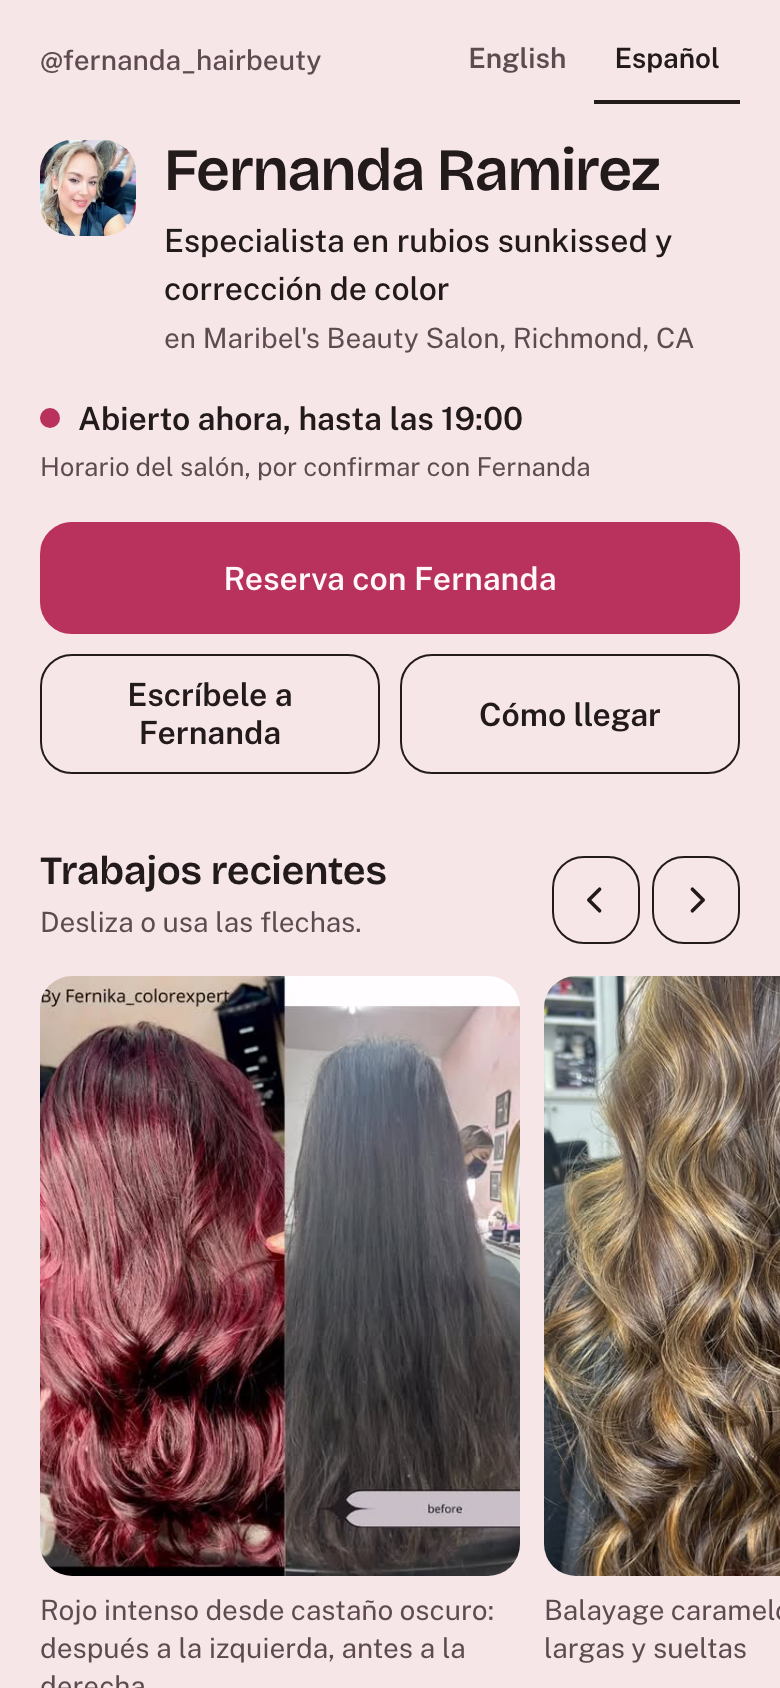 @fernanda_hairbeuty
English
Español
Fernanda Ramirez
Especialista en rubios sunkissed y
corrección de color
en Maribel's Beauty Salon, Richmond, CA
Abierto ahora, hasta las 19:00
Horario del salón, por confirmar con Fernanda
Reserva con Fernanda
Escríbele a
Fernanda
Cómo llegar
Trabajos recientes
Desliza o usa las flechas.
By Fernika_colorexpert
before
Rojo intenso desde castaño oscuro:
después a la izquierda, antes a la
derecha
Balayage caramelo
largas y sueltas